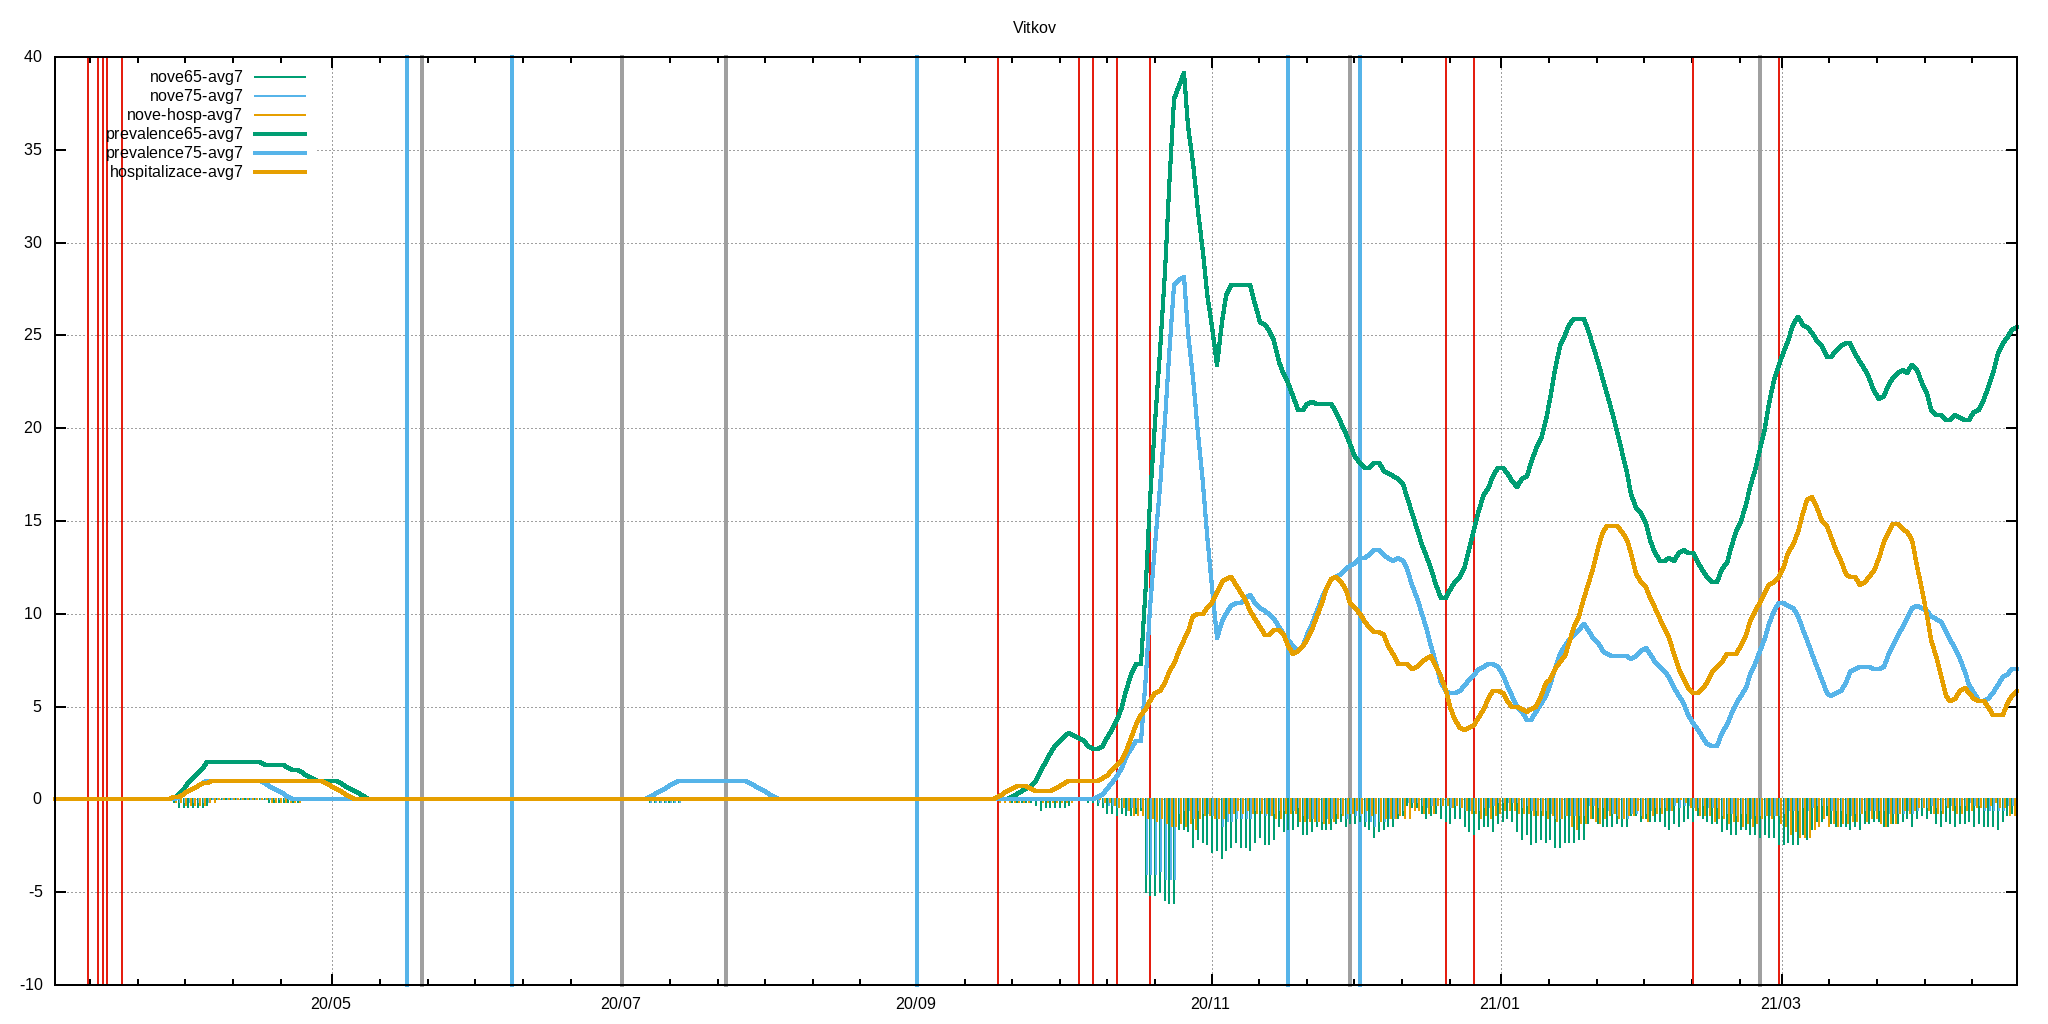 Vitkov
40
35
30
25
20
15
10
5
0
-5
-10
nove65-avg7
nove75-avg7
nove-hosp-avg7
prevalence65-avg7
prevalence75-avg7
hospitalizace-avg7
20/05 20/07 20/09 20/11 21/01 21/03